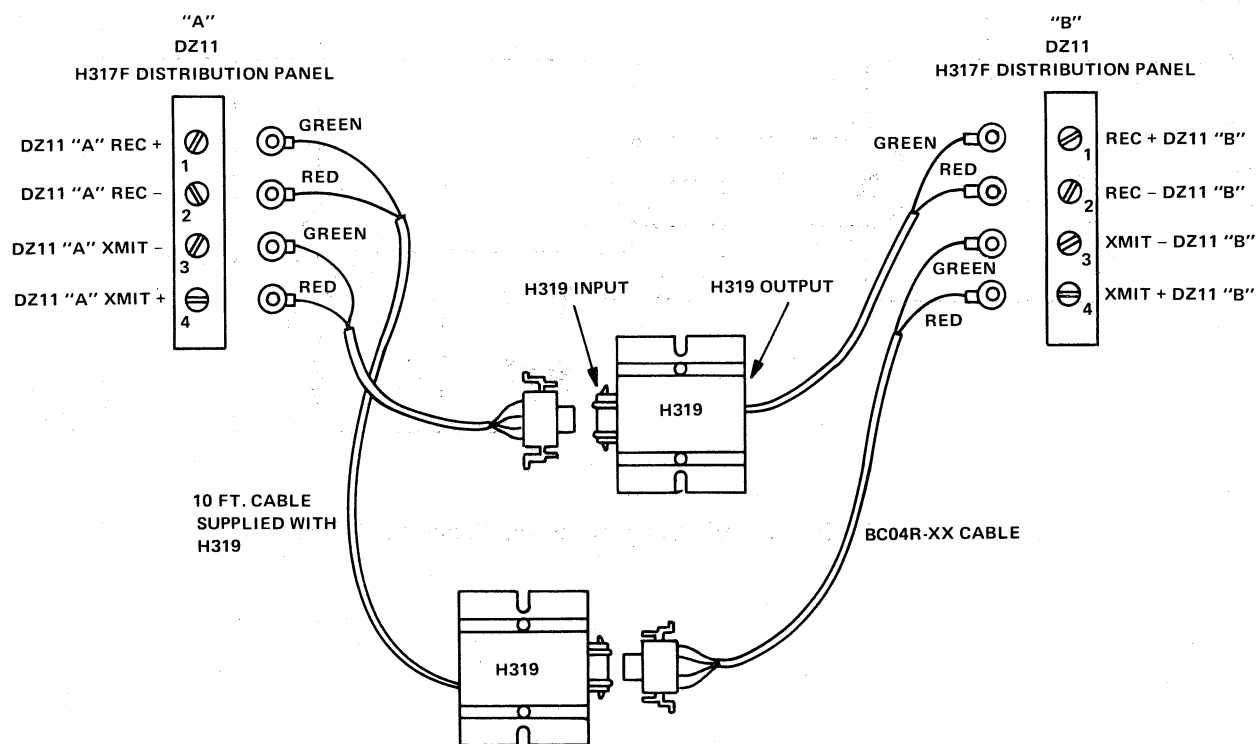 "A"
DZ11
H317F DISTRIBUTION PANEL
DZ11 "A" REC +
DZ11 "A" REC –
DZ11 "A" XMIT –
DZ11 "A" XMIT +
1
2
3
4
GREEN
RED
GREEN
RED
"B"
DZ11
H317F DISTRIBUTION PANEL
GREEN
RED
GREEN
RED
1
2
3
4
REC + DZ11 "B"
REC – DZ11 "B"
XMIT – DZ11 "B"
XMIT + DZ11 "B"
H319 INPUT
H319 OUTPUT
H319
10 FT. CABLE
SUPPLIED WITH
H319
BC04R-XX CABLE
H319